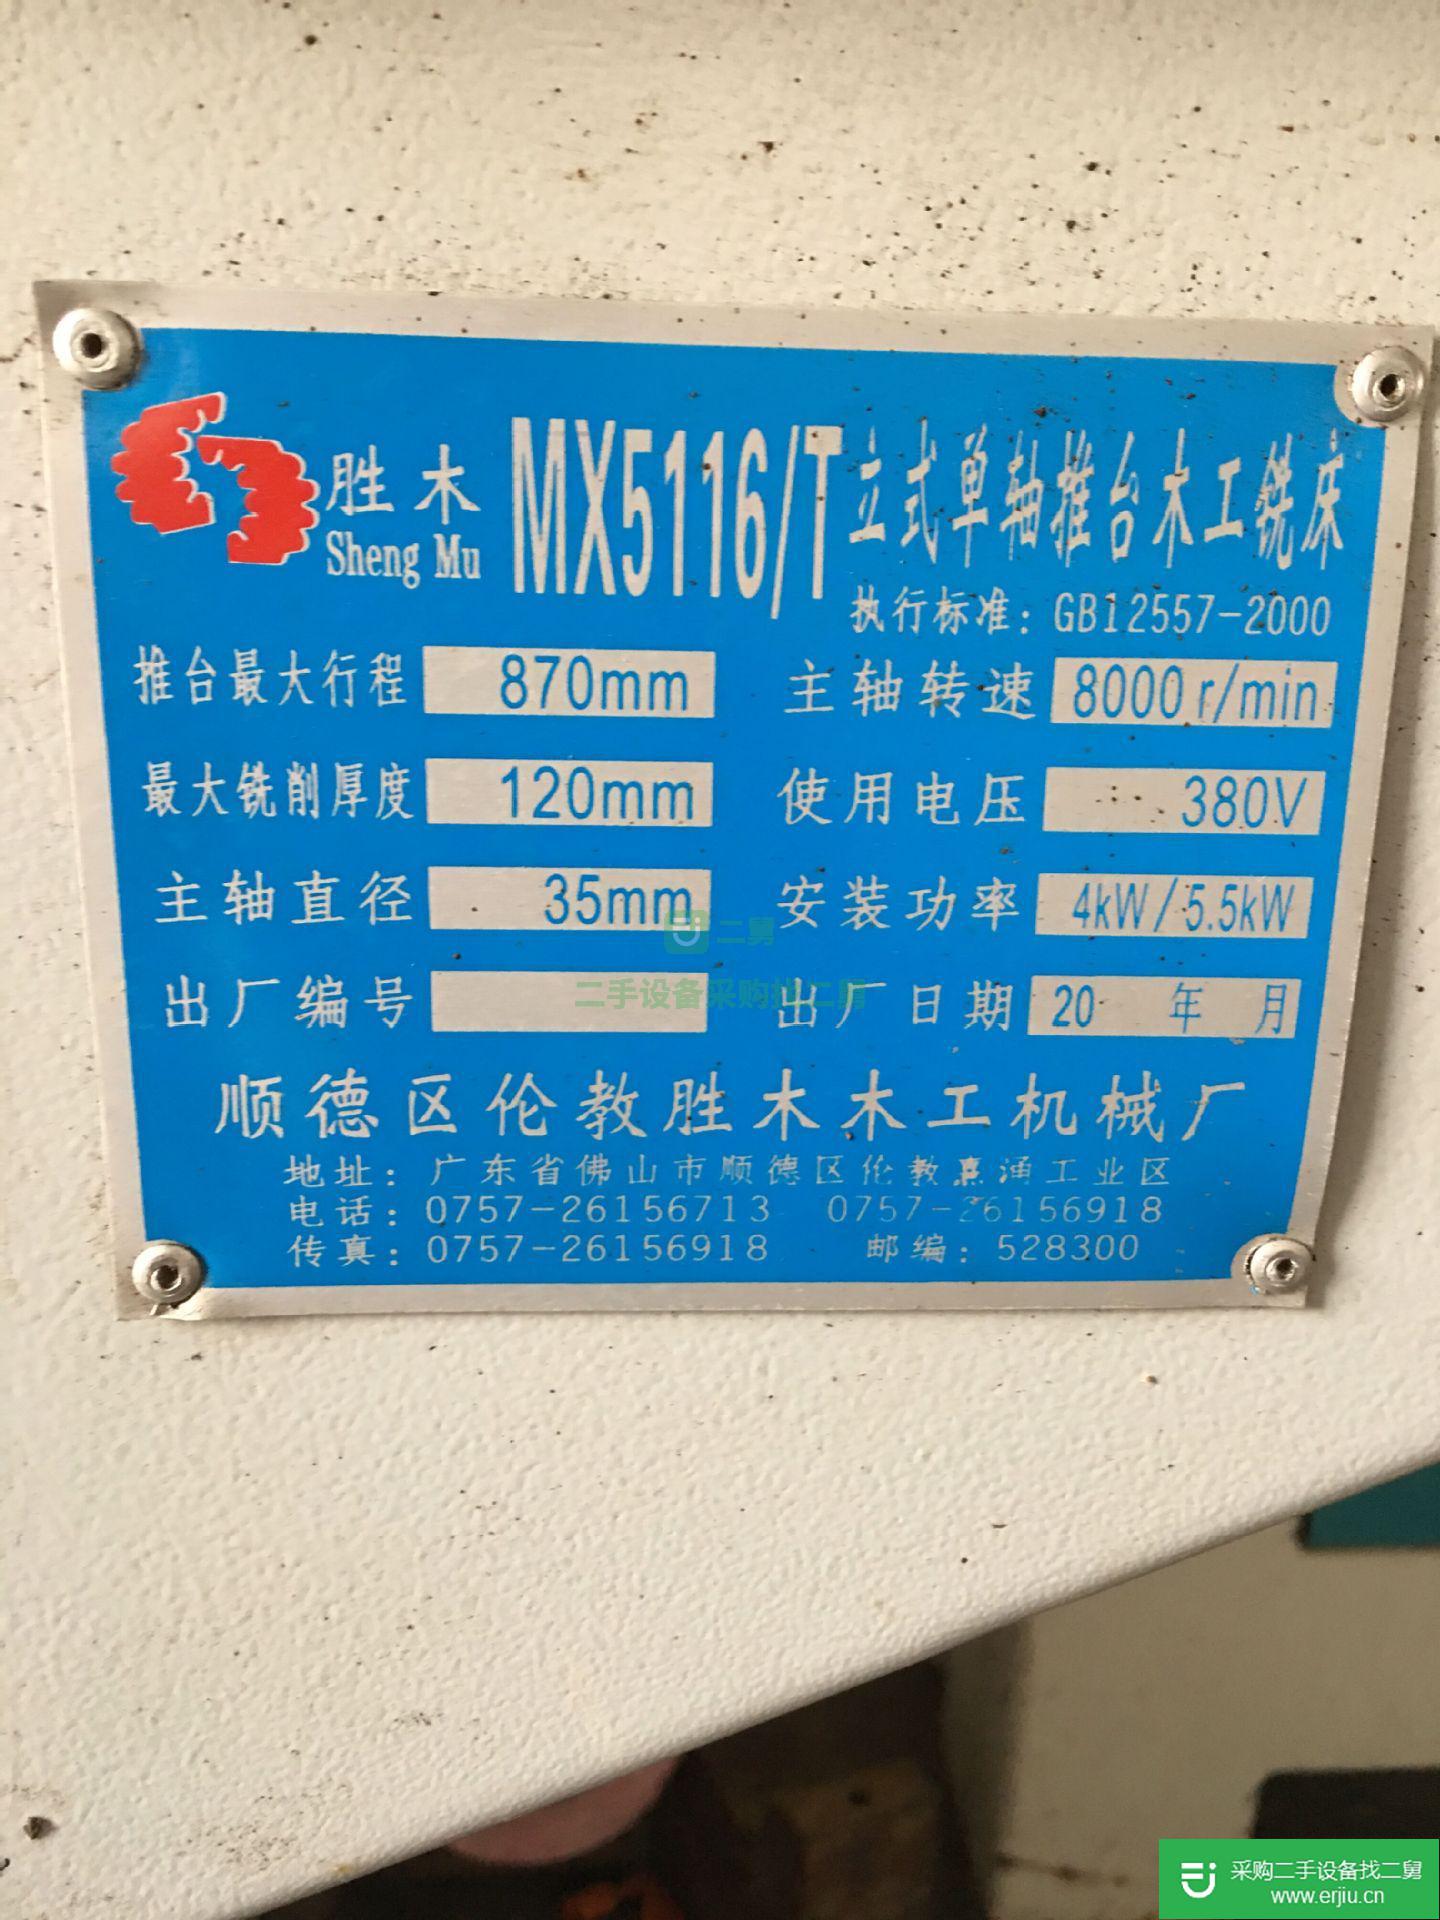 胜木
Sheng Mu
MX5116/T 立式单轴推台木工铣床
执行标准：GB12557-2000
推台最大行程 870mm 主轴转速 8000 r/min
最大铣削厚度 120mm 使用电压 380V
主轴直径 35mm 安装功率 4kW/5.5kW
出厂编号 出厂日期 20 年 月
顺德区伦教胜木木工机械厂
地址：广东省佛山市顺德区伦教熹涌工业区
电话：0757-26156713 0757-26156918
传真：0757-26156918 邮编：528300
二舅
二手设备采购找二舅
采购二手设备找二舅
www.erjiu.cn